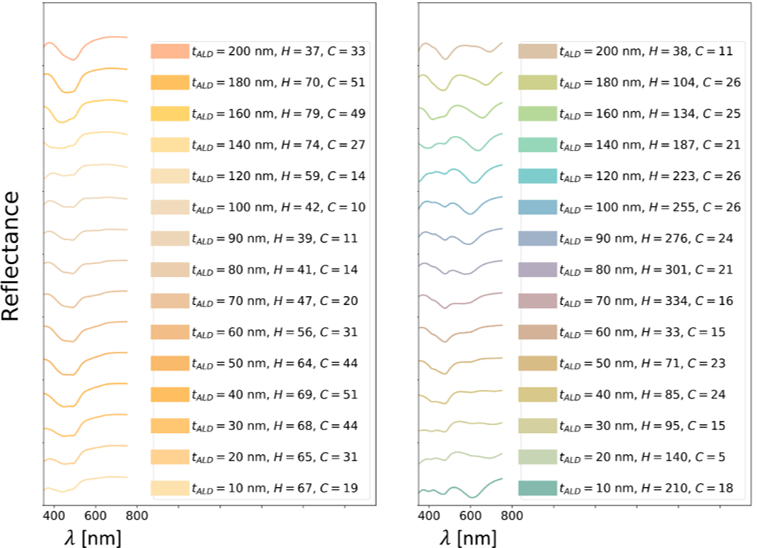 Reflectance
t_ALD = 200 nm, H = 37, C = 33
t_ALD = 180 nm, H = 70, C = 51
t_ALD = 160 nm, H = 79, C = 49
t_ALD = 140 nm, H = 74, C = 27
t_ALD = 120 nm, H = 59, C = 14
t_ALD = 100 nm, H = 42, C = 10
t_ALD = 90 nm, H = 39, C = 11
t_ALD = 80 nm, H = 41, C = 14
t_ALD = 70 nm, H = 47, C = 20
t_ALD = 60 nm, H = 56, C = 31
t_ALD = 50 nm, H = 64, C = 44
t_ALD = 40 nm, H = 69, C = 51
t_ALD = 30 nm, H = 68, C = 44
t_ALD = 20 nm, H = 65, C = 31
t_ALD = 10 nm, H = 67, C = 19
400 600 800
λ [nm]
t_ALD = 200 nm, H = 38, C = 11
t_ALD = 180 nm, H = 104, C = 26
t_ALD = 160 nm, H = 134, C = 25
t_ALD = 140 nm, H = 187, C = 21
t_ALD = 120 nm, H = 223, C = 26
t_ALD = 100 nm, H = 255, C = 26
t_ALD = 90 nm, H = 276, C = 24
t_ALD = 80 nm, H = 301, C = 21
t_ALD = 70 nm, H = 334, C = 16
t_ALD = 60 nm, H = 33, C = 15
t_ALD = 50 nm, H = 71, C = 23
t_ALD = 40 nm, H = 85, C = 24
t_ALD = 30 nm, H = 95, C = 15
t_ALD = 20 nm, H = 140, C = 5
t_ALD = 10 nm, H = 210, C = 18
400 600 800
λ [nm]